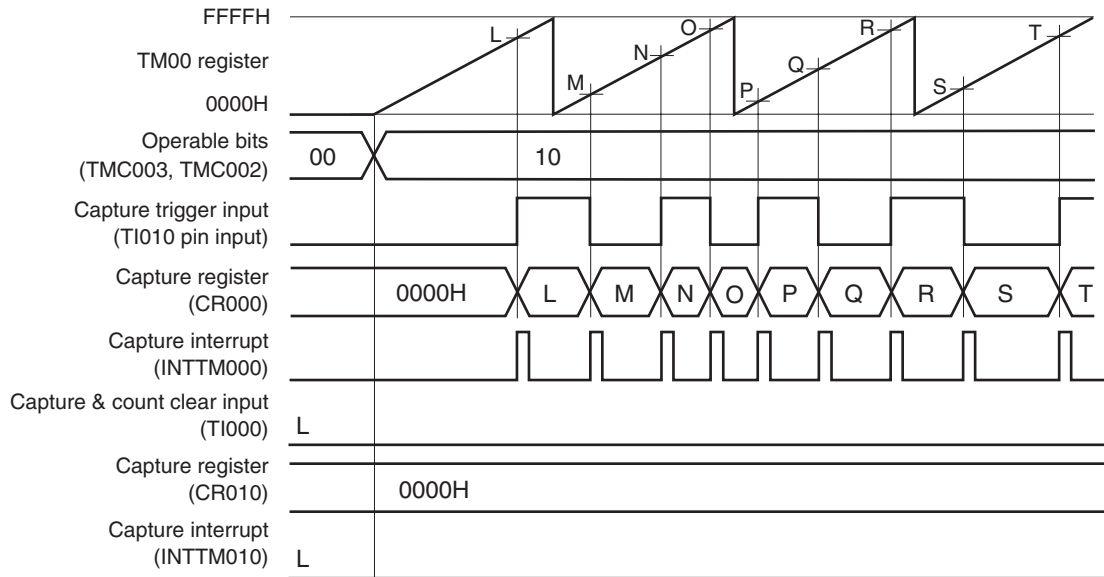 FFFFH
TM00 register
0000H
L M N O P Q R S T
Operable bits
(TMC003, TMC002)
00 10
Capture trigger input
(TI010 pin input)
Capture register
(CR000)
0000H L M N O P Q R S T
Capture interrupt
(INTTM000)
Capture & count clear input
(TI000)
L
Capture register
(CR010)
0000H
Capture interrupt
(INTTM010)
L